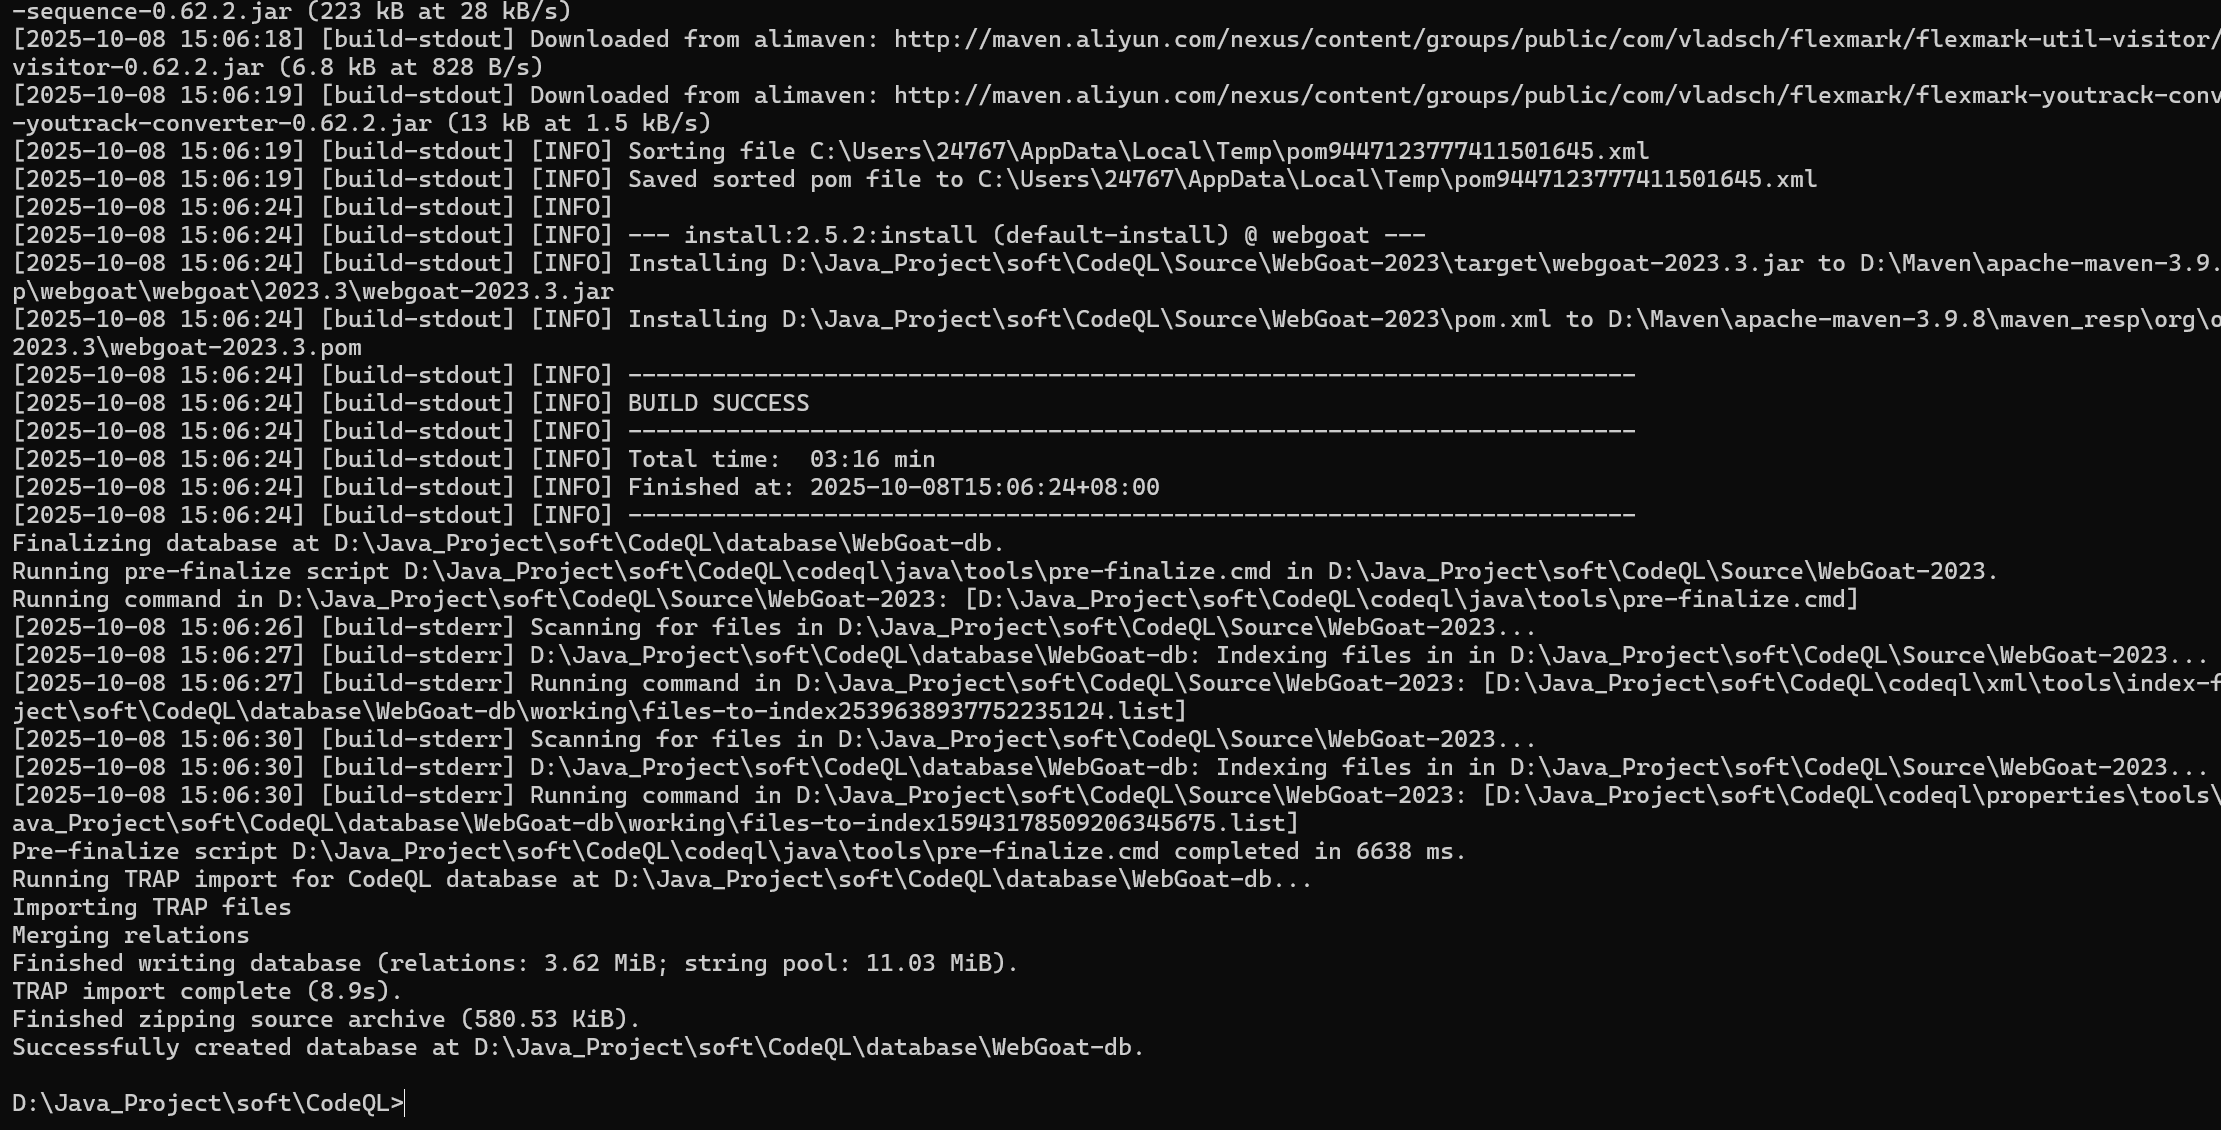 -sequence-0.62.2.jar (223 kB at 28 kB/s)
[2025-10-08 15:06:18] [build-stdout] Downloaded from alimaven: http://maven.aliyun.com/nexus/content/groups/public/com/vladsch/flexmark/flexmark-util-visitor/
visitor-0.62.2.jar (6.8 kB at 828 B/s)
[2025-10-08 15:06:19] [build-stdout] Downloaded from alimaven: http://maven.aliyun.com/nexus/content/groups/public/com/vladsch/flexmark/flexmark-youtrack-conv
-youtrack-converter-0.62.2.jar (13 kB at 1.5 kB/s)
[2025-10-08 15:06:19] [build-stdout] [INFO] Sorting file C:\Users\24767\AppData\Local\Temp\pom9447123777411501645.xml
[2025-10-08 15:06:19] [build-stdout] [INFO] Saved sorted pom file to C:\Users\24767\AppData\Local\Temp\pom9447123777411501645.xml
[2025-10-08 15:06:24] [build-stdout] [INFO]
[2025-10-08 15:06:24] [build-stdout] [INFO] --- install:2.5.2:install (default-install) @ webgoat ---
[2025-10-08 15:06:24] [build-stdout] [INFO] Installing D:\Java_Project\soft\CodeQL\Source\WebGoat-2023\target\webgoat-2023.3.jar to D:\Maven\apache-maven-3.9.
p\webgoat\webgoat\2023.3\webgoat-2023.3.jar
[2025-10-08 15:06:24] [build-stdout] [INFO] Installing D:\Java_Project\soft\CodeQL\Source\WebGoat-2023\pom.xml to D:\Maven\apache-maven-3.9.8\maven_resp\org\o
2023.3\webgoat-2023.3.pom
[2025-10-08 15:06:24] [build-stdout] [INFO] ------------------------------------------------------------------------
[2025-10-08 15:06:24] [build-stdout] [INFO] BUILD SUCCESS
[2025-10-08 15:06:24] [build-stdout] [INFO] ------------------------------------------------------------------------
[2025-10-08 15:06:24] [build-stdout] [INFO] Total time:  03:16 min
[2025-10-08 15:06:24] [build-stdout] [INFO] Finished at: 2025-10-08T15:06:24+08:00
[2025-10-08 15:06:24] [build-stdout] [INFO] ------------------------------------------------------------------------
Finalizing database at D:\Java_Project\soft\CodeQL\database\WebGoat-db.
Running pre-finalize script D:\Java_Project\soft\CodeQL\codeql\java\tools\pre-finalize.cmd in D:\Java_Project\soft\CodeQL\Source\WebGoat-2023.
Running command in D:\Java_Project\soft\CodeQL\Source\WebGoat-2023: [D:\Java_Project\soft\CodeQL\codeql\java\tools\pre-finalize.cmd]
[2025-10-08 15:06:26] [build-stderr] Scanning for files in D:\Java_Project\soft\CodeQL\Source\WebGoat-2023...
[2025-10-08 15:06:27] [build-stderr] D:\Java_Project\soft\CodeQL\database\WebGoat-db: Indexing files in in D:\Java_Project\soft\CodeQL\Source\WebGoat-2023...
[2025-10-08 15:06:27] [build-stderr] Running command in D:\Java_Project\soft\CodeQL\Source\WebGoat-2023: [D:\Java_Project\soft\CodeQL\codeql\xml\tools\index-f
ject\soft\CodeQL\database\WebGoat-db\working\files-to-index2539638937752235124.list]
[2025-10-08 15:06:30] [build-stderr] Scanning for files in D:\Java_Project\soft\CodeQL\Source\WebGoat-2023...
[2025-10-08 15:06:30] [build-stderr] D:\Java_Project\soft\CodeQL\database\WebGoat-db: Indexing files in in D:\Java_Project\soft\CodeQL\Source\WebGoat-2023...
[2025-10-08 15:06:30] [build-stderr] Running command in D:\Java_Project\soft\CodeQL\Source\WebGoat-2023: [D:\Java_Project\soft\CodeQL\codeql\properties\tools\
ava_Project\soft\CodeQL\database\WebGoat-db\working\files-to-index15943178509206345675.list]
Pre-finalize script D:\Java_Project\soft\CodeQL\codeql\java\tools\pre-finalize.cmd completed in 6638 ms.
Running TRAP import for CodeQL database at D:\Java_Project\soft\CodeQL\database\WebGoat-db...
Importing TRAP files
Merging relations
Finished writing database (relations: 3.62 MiB; string pool: 11.03 MiB).
TRAP import complete (8.9s).
Finished zipping source archive (580.53 KiB).
Successfully created database at D:\Java_Project\soft\CodeQL\database\WebGoat-db.
D:\Java_Project\soft\CodeQL>